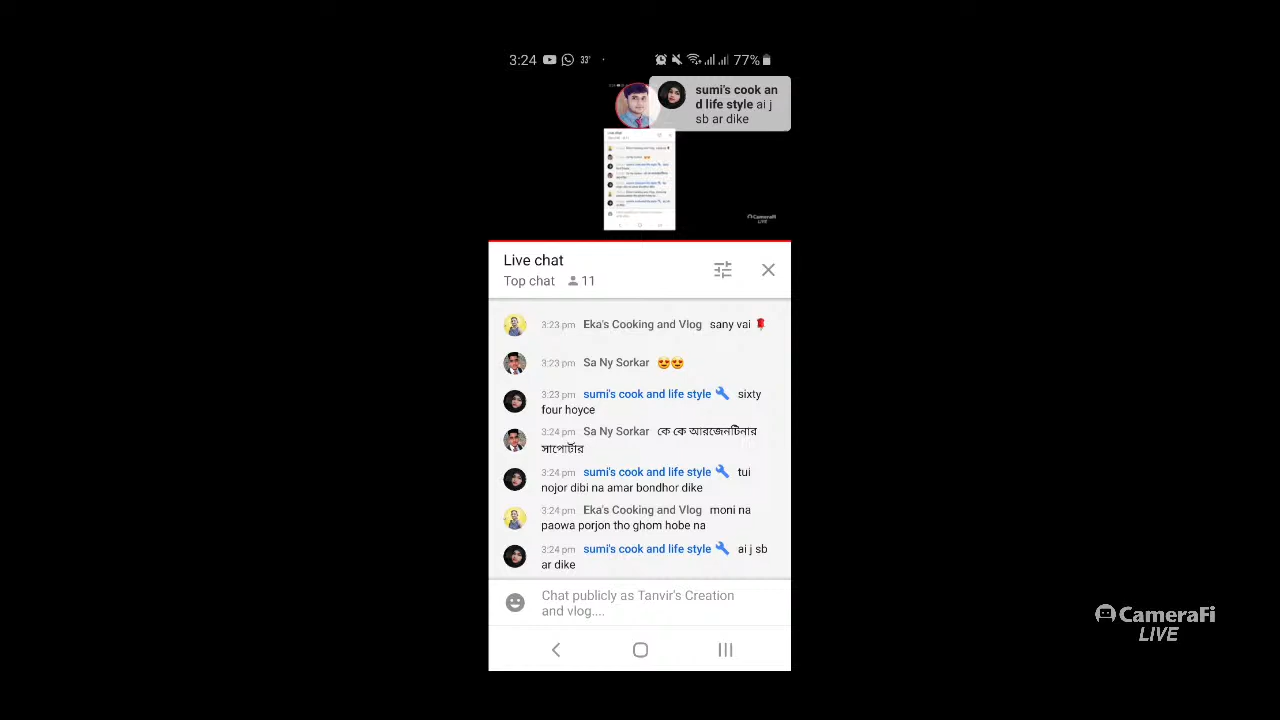 3:24 33° 77%
sumi's cook an
d life style ai j
sb ar dike
CameraFi
LIVE
Live chat
Top chat 11
3:23 pm Eka's Cooking and Vlog sany vai
3:23 pm Sa Ny Sorkar
3:23 pm sumi's cook and life style sixty
four hoyce
3:24 pm Sa Ny Sorkar কে কে আরজেনটিনার
সাপোর্টার
3:24 pm sumi's cook and life style tui
nojor dibi na amar bondhor dike
3:24 pm Eka's Cooking and Vlog moni na
paowa porjon tho ghom hobe na
3:24 pm sumi's cook and life style ai j sb
ar dike
Chat publicly as Tanvir's Creation
and vlog....
CameraFi
LIVE